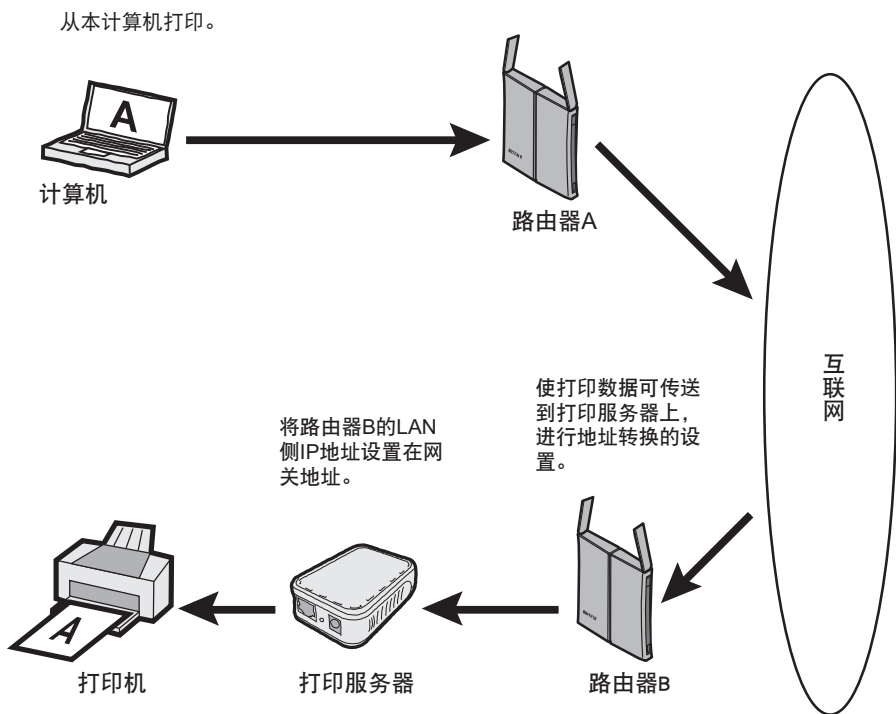 从本计算机打印。
A
计算机
路由器A
互联网
使打印数据可传送
到打印服务器上，
进行地址转换的设
置。
将路由器B的LAN
侧IP地址设置在网
关地址。
A
打印机
打印服务器
路由器B